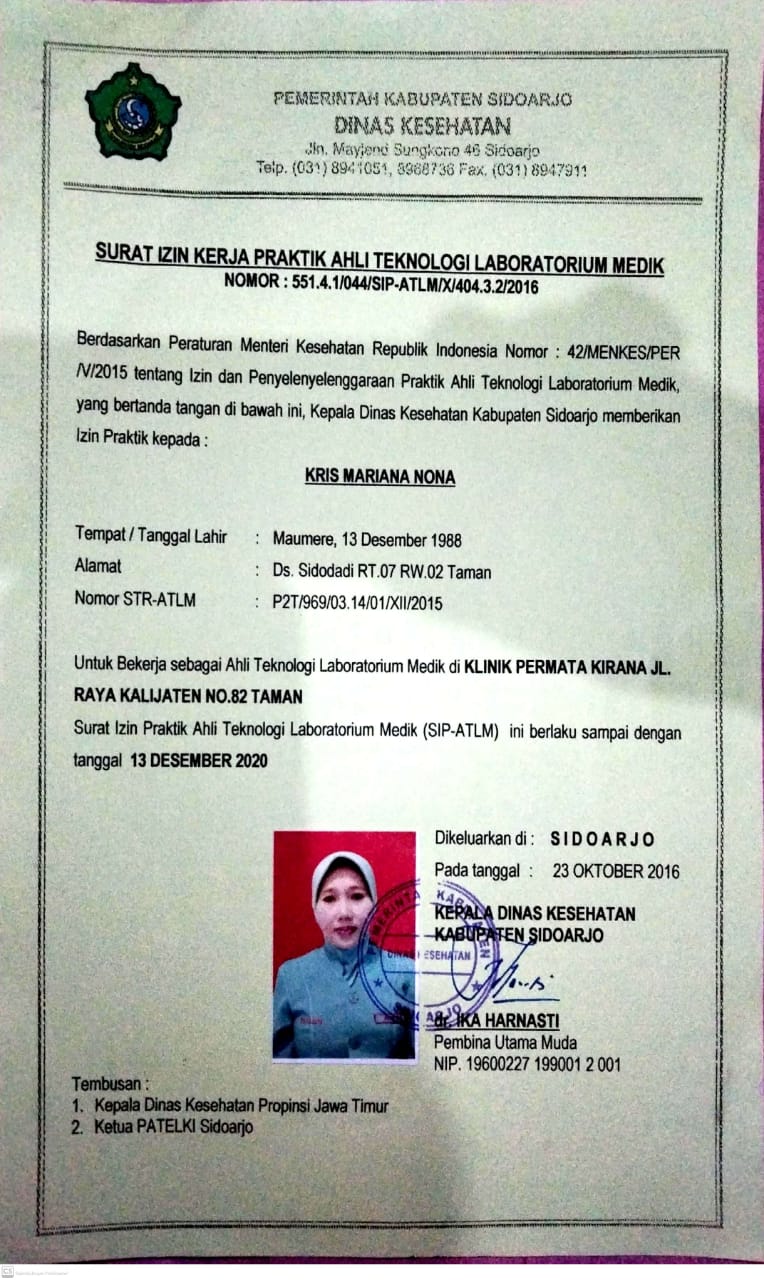 PEMERINTAH KABUPATEN SIDOARJO
DINAS KESEHATAN
Jln. Mayjend Sungkono 46 Sidoarjo
Telp. (031) 8941051, 8968736 Fax. (031) 8947911
SURAT IZIN KERJA PRAKTIK AHLI TEKNOLOGI LABORATORIUM MEDIK
NOMOR : 551.4.1/044/SIP-ATLM/X/404.3.2/2016
Berdasarkan Peraturan Menteri Kesehatan Republik Indonesia Nomor : 42/MENKES/PER
/V/2015 tentang Izin dan Penyelenyelenggaraan Praktik Ahli Teknologi Laboratorium Medik,
yang bertanda tangan di bawah ini, Kepala Dinas Kesehatan Kabupaten Sidoarjo memberikan
Izin Praktik kepada :
KRIS MARIANA NONA
Tempat / Tanggal Lahir : Maumere, 13 Desember 1988
Alamat : Ds. Sidodadi RT.07 RW.02 Taman
Nomor STR-ATLM : P2T/969/03.14/01/XII/2015
Untuk Bekerja sebagai Ahli Teknologi Laboratorium Medik di KLINIK PERMATA KIRANA JL.
RAYA KALIJATEN NO.82 TAMAN
Surat Izin Praktik Ahli Teknologi Laboratorium Medik (SIP-ATLM) ini berlaku sampai dengan
tanggal 13 DESEMBER 2020
Dikeluarkan di : SIDOARJO
Pada tanggal : 23 OKTOBER 2016
KEPALA DINAS KESEHATAN
KABUPATEN SIDOARJO
PEMERINTAH KABUPATEN
DINAS KESEHATAN
SIDOARJO
dr. IKA HARNASTI
Pembina Utama Muda
NIP. 19600227 199001 2 001
Tembusan :
1. Kepala Dinas Kesehatan Propinsi Jawa Timur
2. Ketua PATELKI Sidoarjo
CS